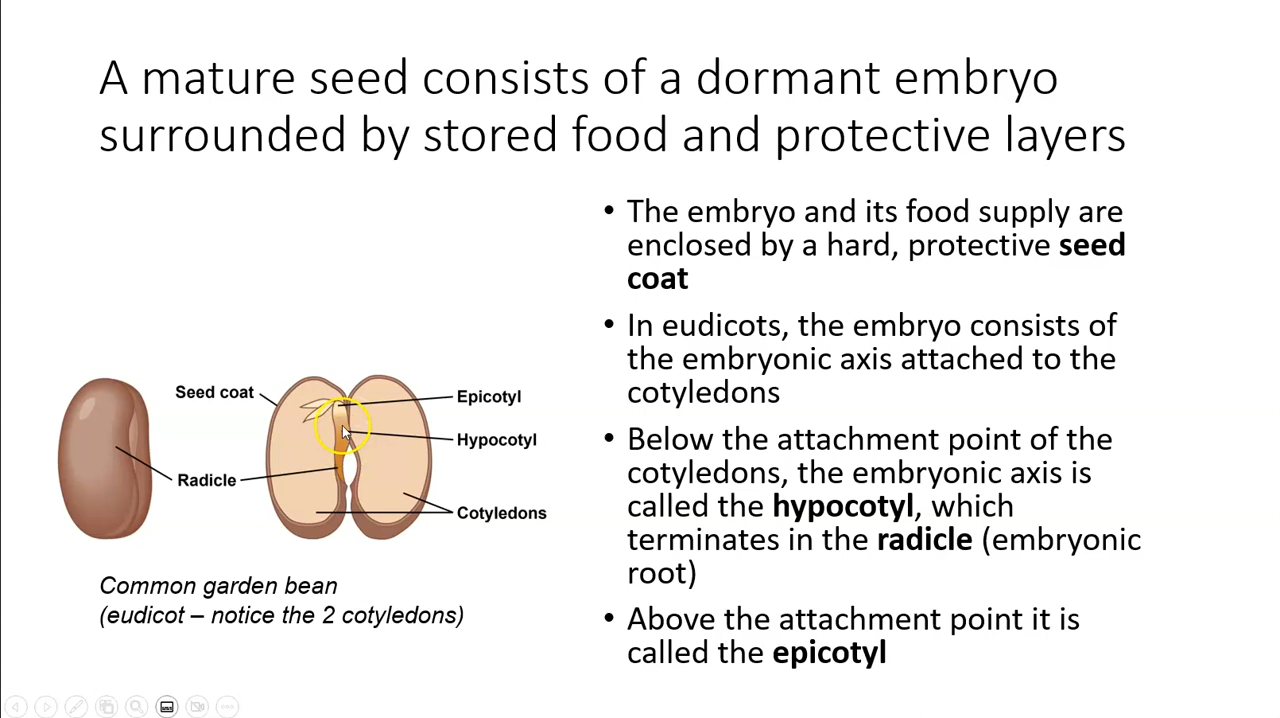 A mature seed consists of a dormant embryo
surrounded by stored food and protective layers
• The embryo and its food supply are
enclosed by a hard, protective seed
coat
• In eudicots, the embryo consists of
the embryonic axis attached to the
cotyledons
• Below the attachment point of the
cotyledons, the embryonic axis is
called the hypocotyl, which
terminates in the radicle (embryonic
root)
• Above the attachment point it is
called the epicotyl
Seed coat
Radicle
Epicotyl
Hypocotyl
Cotyledons
Common garden bean
(eudicot – notice the 2 cotyledons)